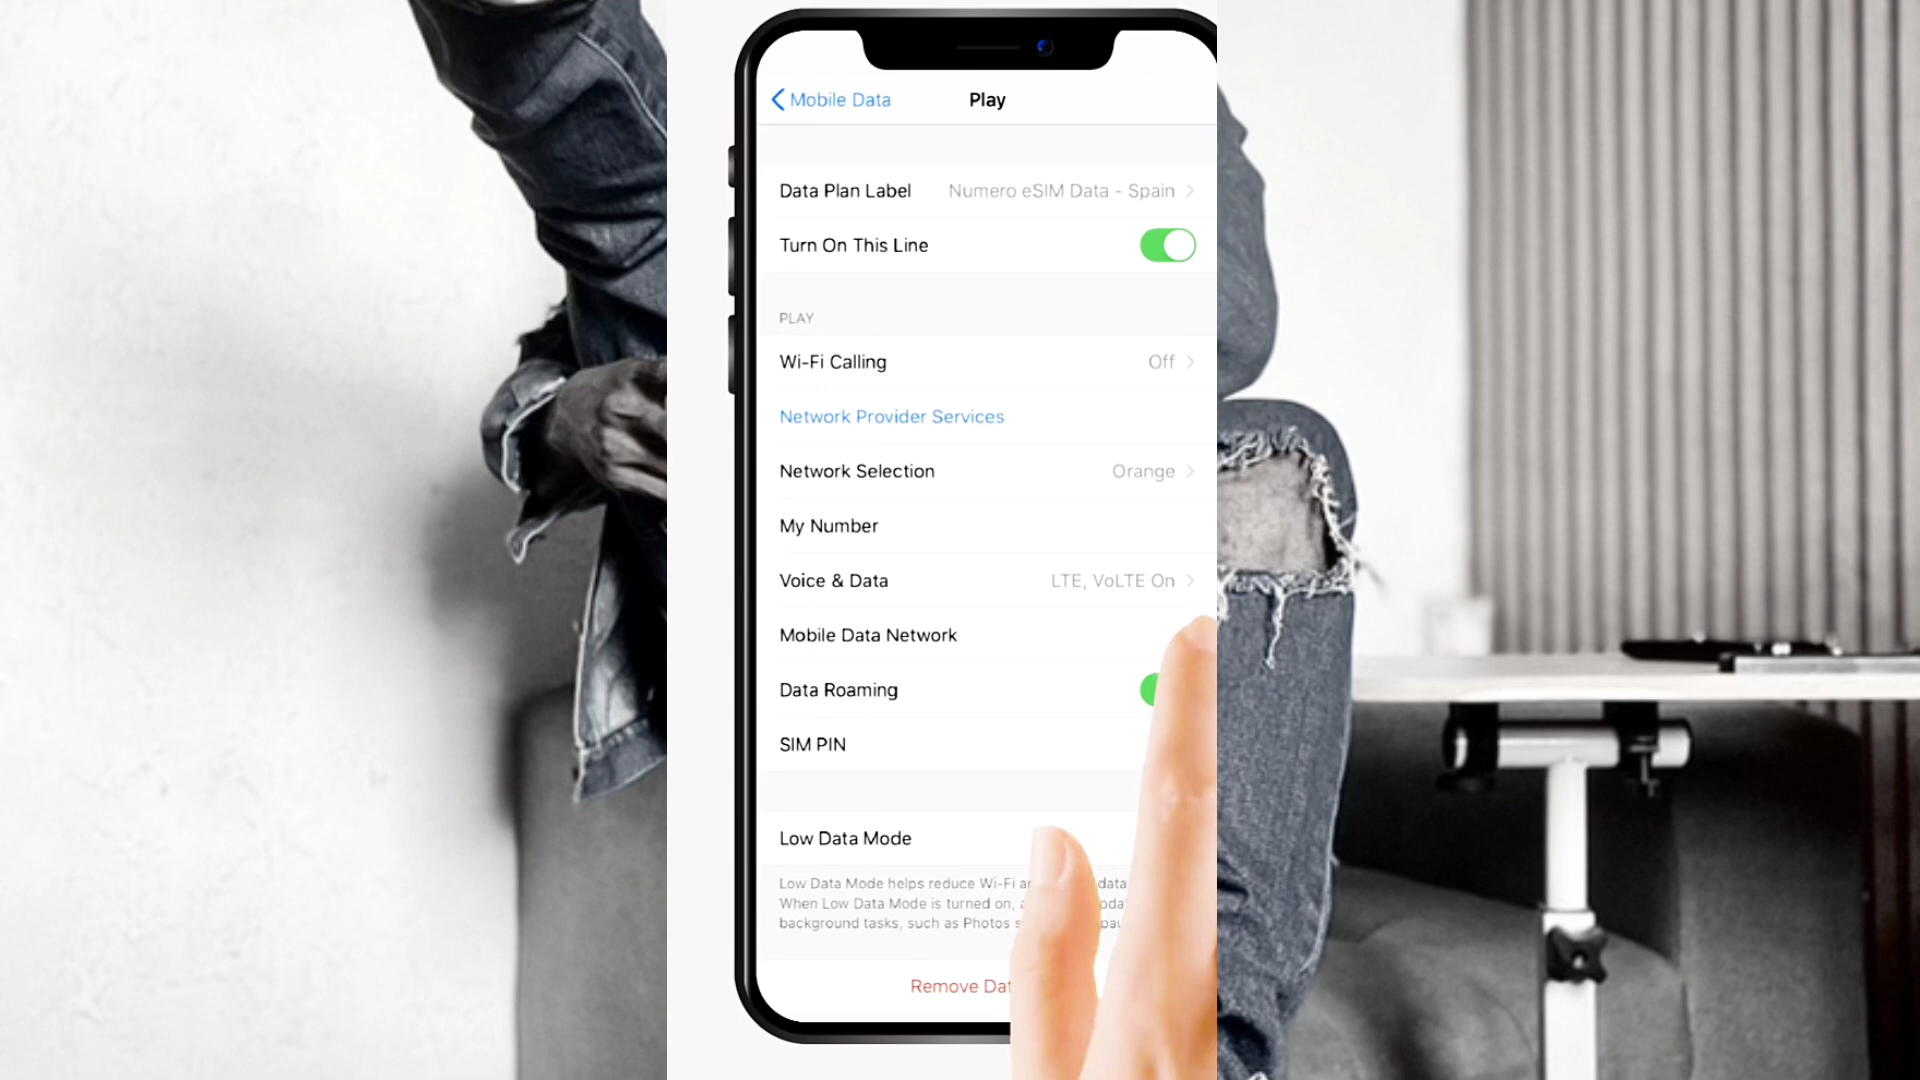 Mobile Data
Play
Data Plan Label Numero eSIM Data - Spain
Turn On This Line
PLAY
Wi-Fi Calling Off
Network Provider Services
Network Selection Orange
My Number
Voice & Data LTE, VoLTE On
Mobile Data Network
Data Roaming
SIM PIN
Low Data Mode
Low Data Mode helps reduce Wi-Fi data
When Low Data Mode is turned on,
background tasks, such as Photos
Remove